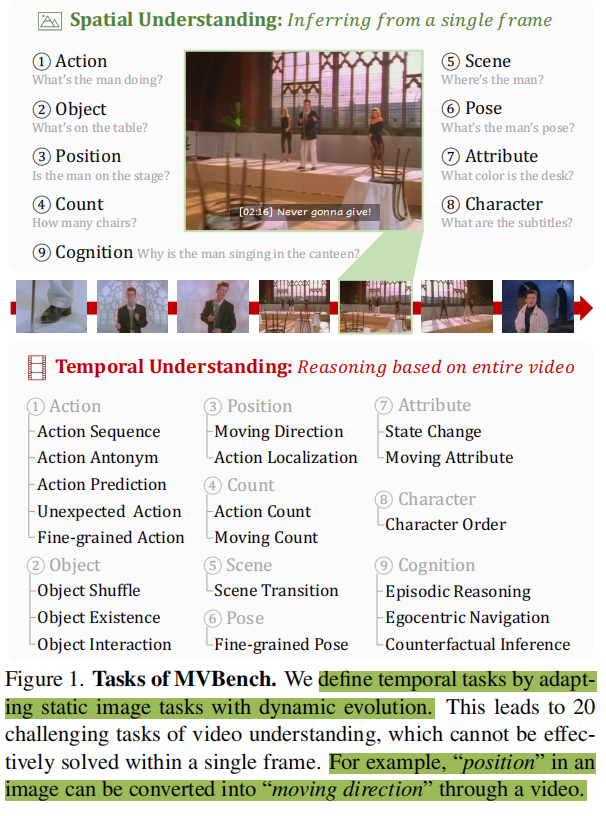 Spatial Understanding: Inferring from a single frame
① Action
What's the man doing?
② Object
What's on the table?
③ Position
Is the man on the stage?
④ Count
How many chairs?
⑤ Scene
Where's the man?
⑥ Pose
What's the man's pose?
⑦ Attribute
What color is the desk?
⑧ Character
What are the subtitles?
[02:16] Never gonna give!
⑨ Cognition Why is the man singing in the canteen?
Temporal Understanding: Reasoning based on entire video
① Action
Action Sequence
Action Antonym
Action Prediction
Unexpected Action
Fine-grained Action
② Object
Object Shuffle
Object Existence
Object Interaction
③ Position
Moving Direction
Action Localization
④ Count
Action Count
Moving Count
⑤ Scene
Scene Transition
⑥ Pose
Fine-grained Pose
⑦ Attribute
State Change
Moving Attribute
⑧ Character
Character Order
⑨ Cognition
Episodic Reasoning
Egocentric Navigation
Counterfactual Inference
Figure 1. Tasks of MVBench. We define temporal tasks by adapt-
ing static image tasks with dynamic evolution. This leads to 20
challenging tasks of video understanding, which cannot be effec-
tively solved within a single frame. For example, “position” in an
image can be converted into “moving direction” through a video.